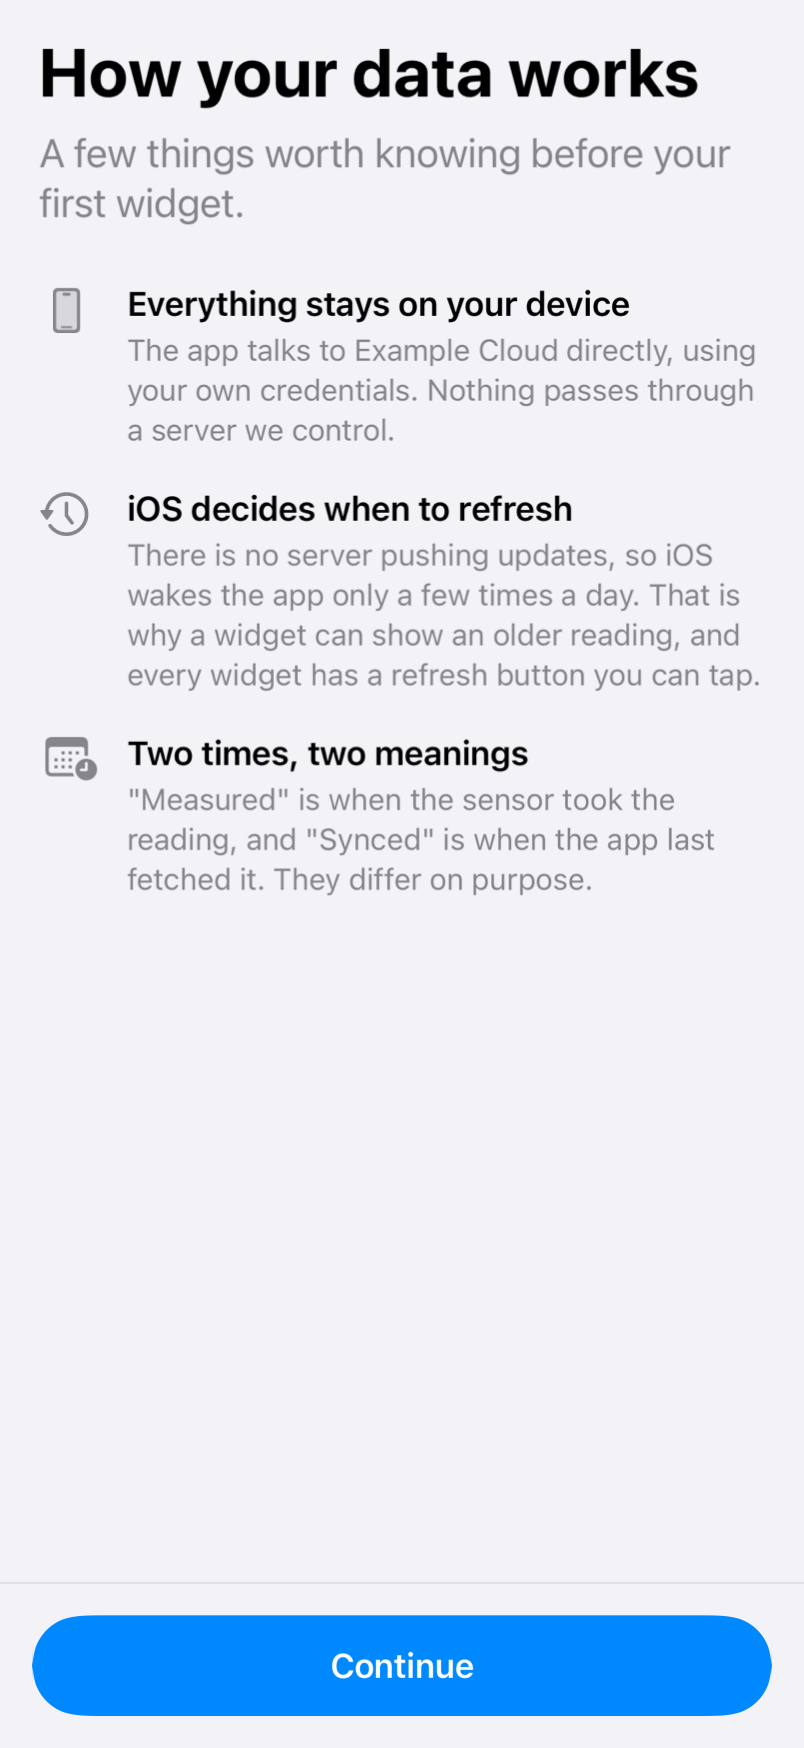 How your data works
A few things worth knowing before your
first widget.
Everything stays on your device
The app talks to Example Cloud directly, using
your own credentials. Nothing passes through
a server we control.
iOS decides when to refresh
There is no server pushing updates, so iOS
wakes the app only a few times a day. That is
why a widget can show an older reading, and
every widget has a refresh button you can tap.
Two times, two meanings
"Measured" is when the sensor took the
reading, and "Synced" is when the app last
fetched it. They differ on purpose.
Continue